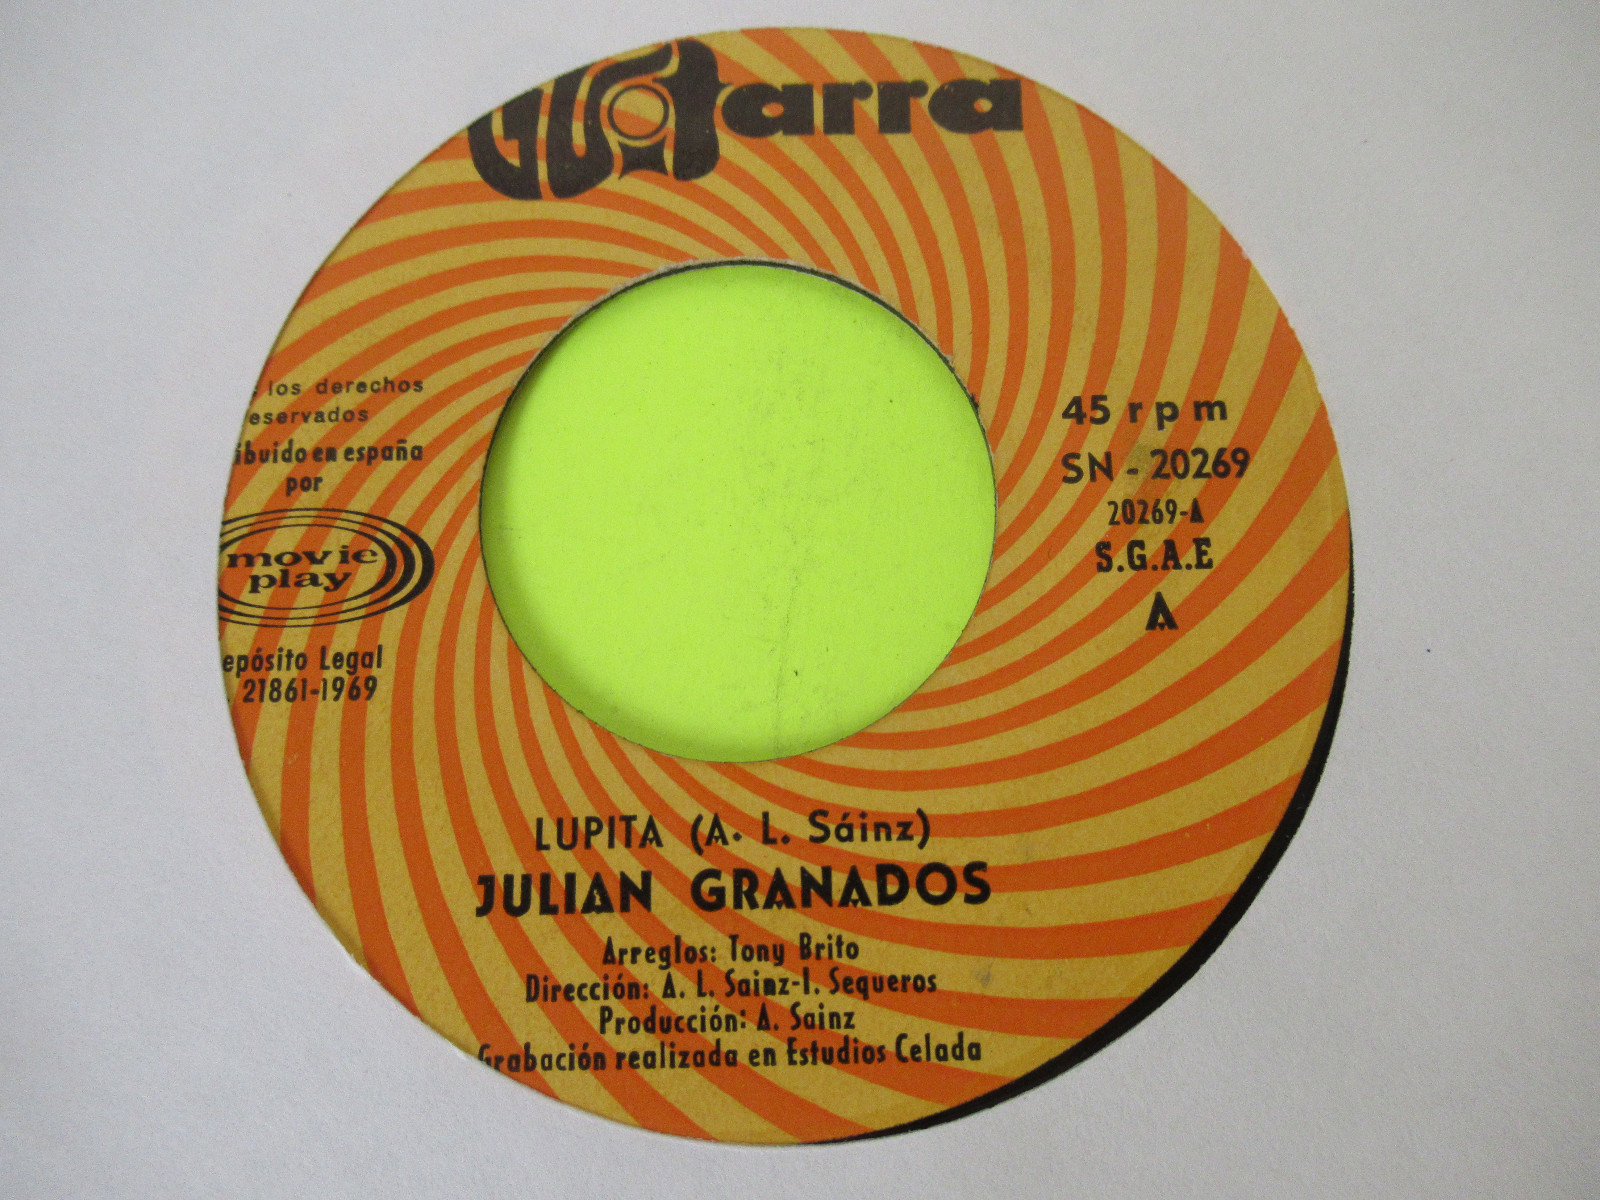 Guitarra
los derechos
eservados
ibuido en españa
por
movie
play
epósito Legal
21861-1969
45 rpm
SN - 20269
20269-A
S.G.A.E
A
LUPITA (A. L. Sáinz)
JULIAN GRANADOS
Arreglos: Tony Brito
Dirección: A. L. Sainz-I. Sequeros
Producción: A. Sainz
Grabación realizada en Estudios Celada